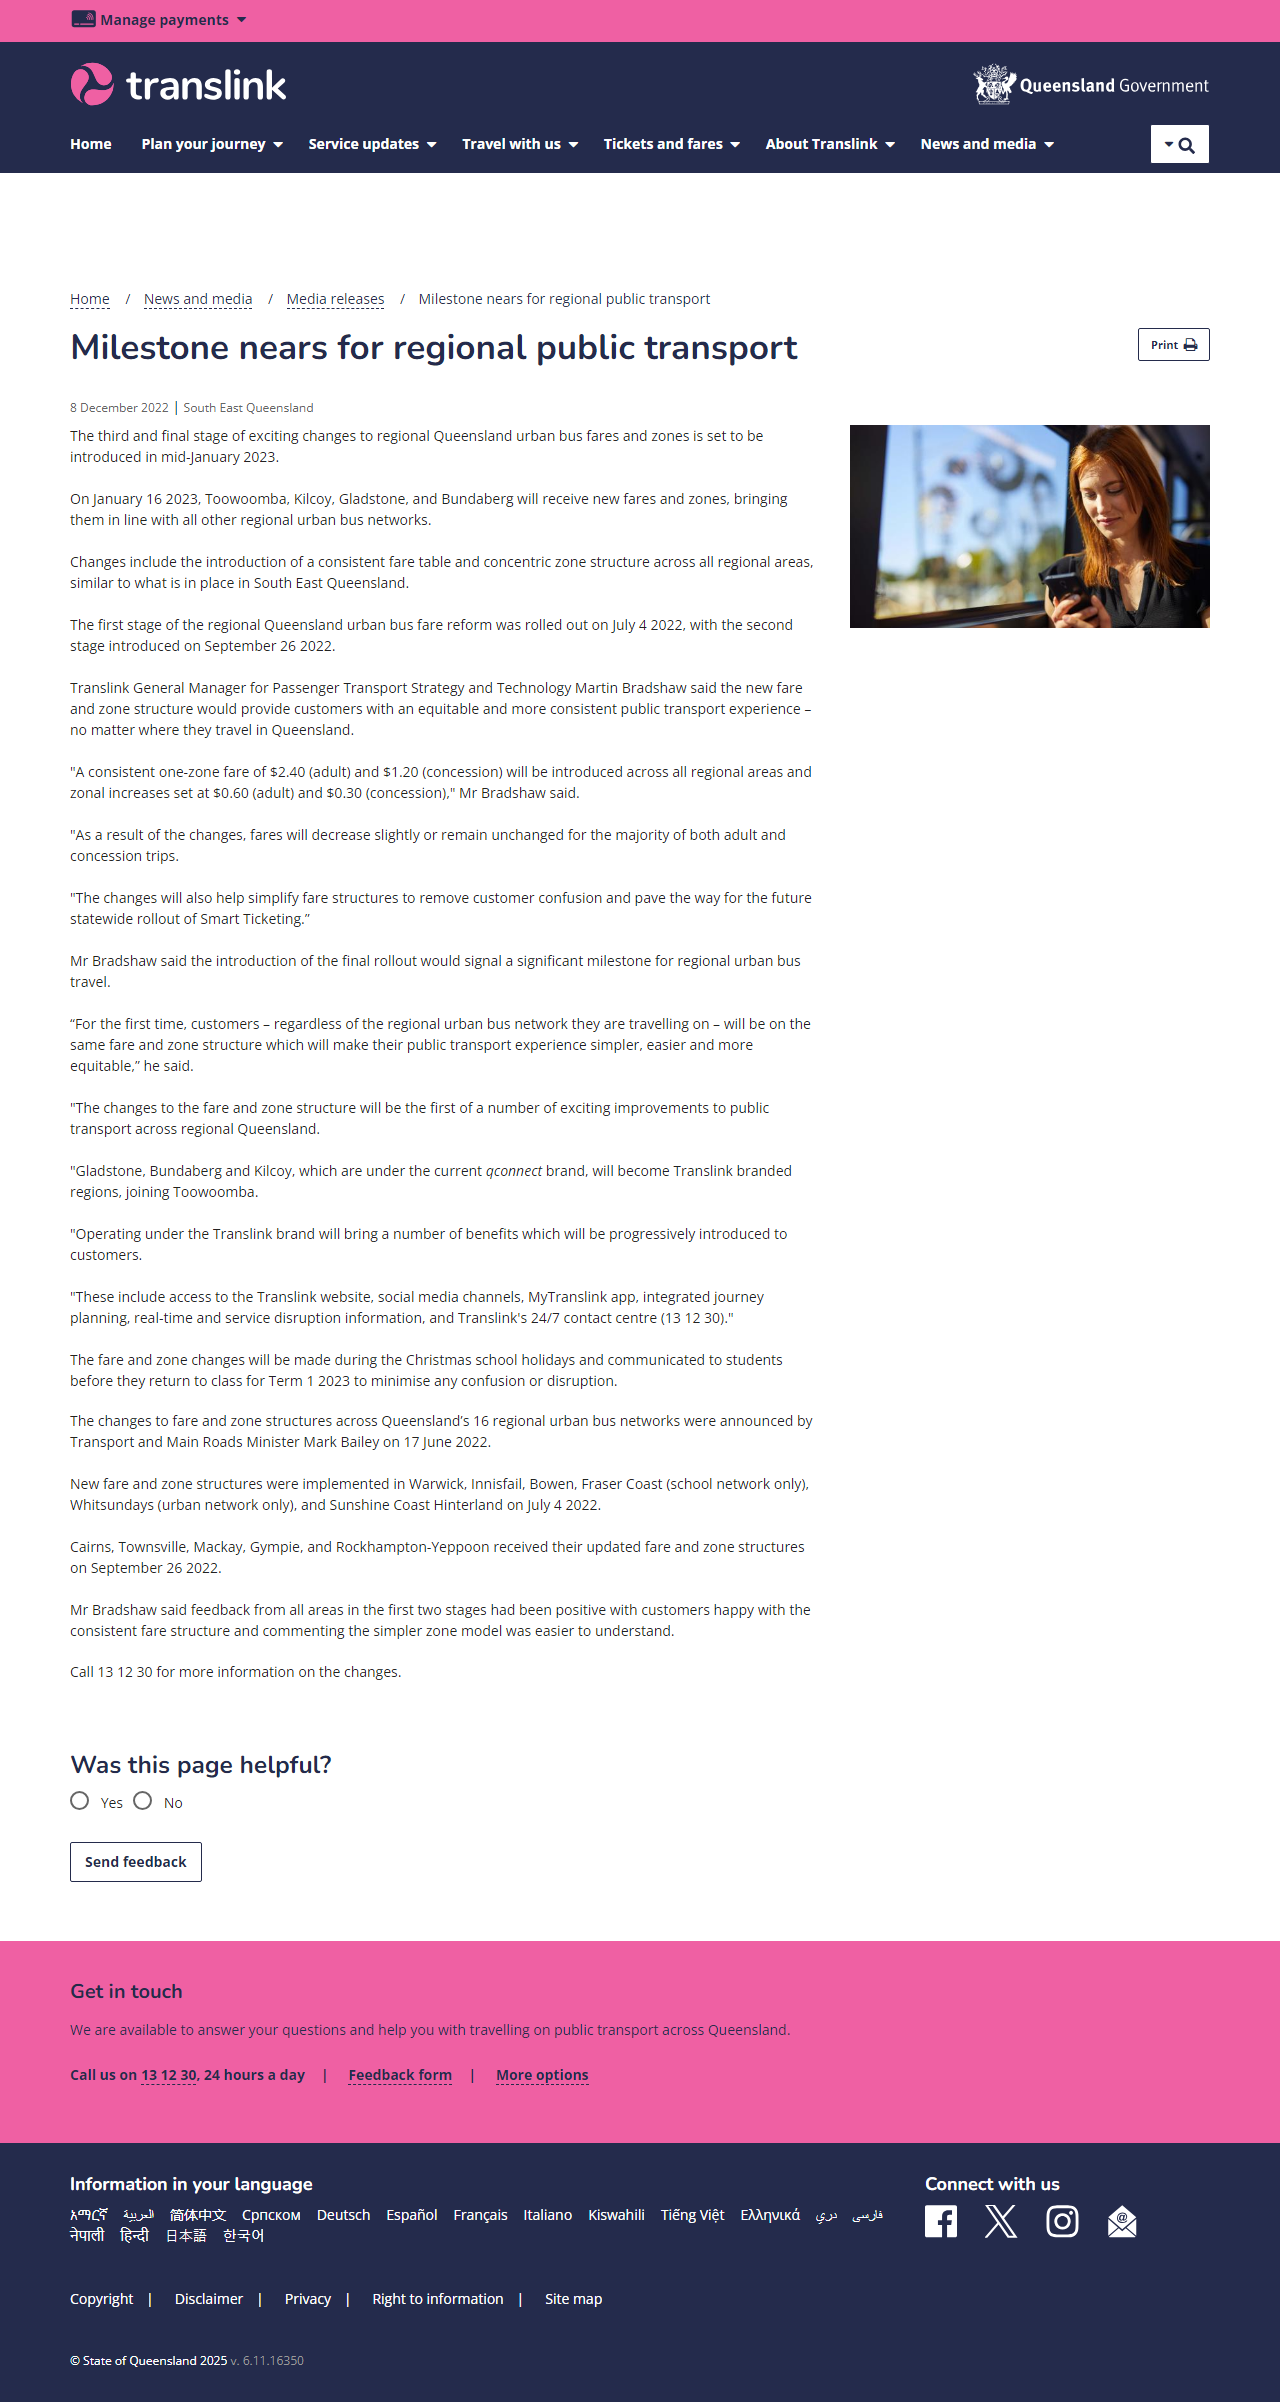 Manage payments
translink
Queensland Government
Home Plan your journey Service updates Travel with us Tickets and fares About Translink News and media
Home / News and media / Media releases / Milestone nears for regional public transport
Milestone nears for regional public transport
Print
8 December 2022 | South East Queensland
The third and final stage of exciting changes to regional Queensland urban bus fares and zones is set to be
introduced in mid-January 2023.
On January 16 2023, Toowoomba, Kilcoy, Gladstone, and Bundaberg will receive new fares and zones, bringing
them in line with all other regional urban bus networks.
Changes include the introduction of a consistent fare table and concentric zone structure across all regional areas,
similar to what is in place in South East Queensland.
The first stage of the regional Queensland urban bus fare reform was rolled out on July 4 2022, with the second
stage introduced on September 26 2022.
Translink General Manager for Passenger Transport Strategy and Technology Martin Bradshaw said the new fare
and zone structure would provide customers with an equitable and more consistent public transport experience –
no matter where they travel in Queensland.
"A consistent one-zone fare of $2.40 (adult) and $1.20 (concession) will be introduced across all regional areas and
zonal increases set at $0.60 (adult) and $0.30 (concession)," Mr Bradshaw said.
"As a result of the changes, fares will decrease slightly or remain unchanged for the majority of both adult and
concession trips.
"The changes will also help simplify fare structures to remove customer confusion and pave the way for the future
statewide rollout of Smart Ticketing.”
Mr Bradshaw said the introduction of the final rollout would signal a significant milestone for regional urban bus
travel.
“For the first time, customers – regardless of the regional urban bus network they are travelling on – will be on the
same fare and zone structure which will make their public transport experience simpler, easier and more
equitable,” he said.
"The changes to the fare and zone structure will be the first of a number of exciting improvements to public
transport across regional Queensland.
"Gladstone, Bundaberg and Kilcoy, which are under the current qconnect brand, will become Translink branded
regions, joining Toowoomba.
"Operating under the Translink brand will bring a number of benefits which will be progressively introduced to
customers.
"These include access to the Translink website, social media channels, MyTranslink app, integrated journey
planning, real-time and service disruption information, and Translink's 24/7 contact centre (13 12 30)."
The fare and zone changes will be made during the Christmas school holidays and communicated to students
before they return to class for Term 1 2023 to minimise any confusion or disruption.
The changes to fare and zone structures across Queensland’s 16 regional urban bus networks were announced by
Transport and Main Roads Minister Mark Bailey on 17 June 2022.
New fare and zone structures were implemented in Warwick, Innisfail, Bowen, Fraser Coast (school network only),
Whitsundays (urban network only), and Sunshine Coast Hinterland on July 4 2022.
Cairns, Townsville, Mackay, Gympie, and Rockhampton-Yeppoon received their updated fare and zone structures
on September 26 2022.
Mr Bradshaw said feedback from all areas in the first two stages had been positive with customers happy with the
consistent fare structure and commenting the simpler zone model was easier to understand.
Call 13 12 30 for more information on the changes.
Was this page helpful?
Yes No
Send feedback
Get in touch
We are available to answer your questions and help you with travelling on public transport across Queensland.
Call us on 13 12 30, 24 hours a day | Feedback form | More options
Information in your language
አማርኛ العربية 简体中文 Српском Deutsch Español Français Italiano Kiswahili Tiếng Việt Ελληνικά دری فارسی
नेपाली हिन्दी 日本語 한국어
Connect with us
Copyright | Disclaimer | Privacy | Right to information | Site map
© State of Queensland 2025 v. 6.11.16350